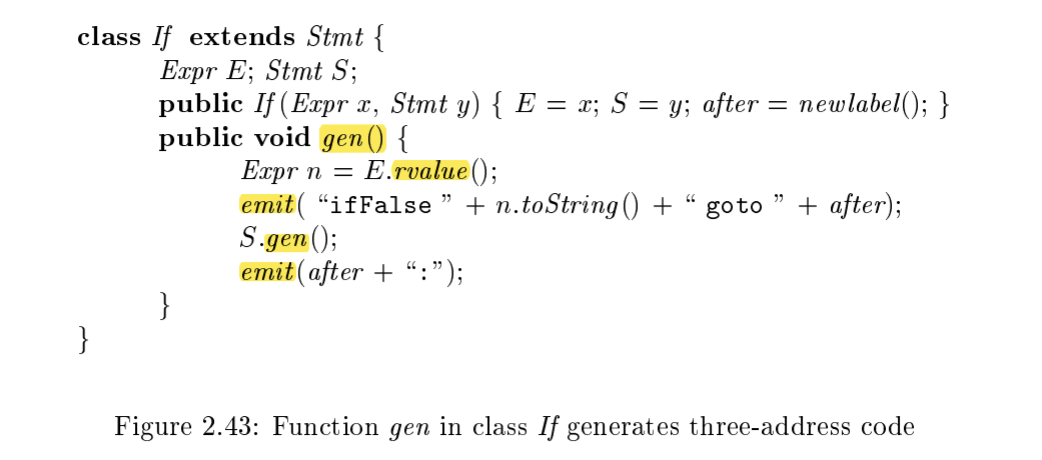 class If extends Stmt {
Expr E; Stmt S;
public If(Expr x, Stmt y) { E = x; S = y; after = newlabel(); }
public void gen() {
Expr n = E.rvalue();
emit( “ifFalse ” + n.toString() + “ goto ” + after);
S.gen();
emit(after + “:”);
}
}
Figure 2.43: Function gen in class If generates three-address code